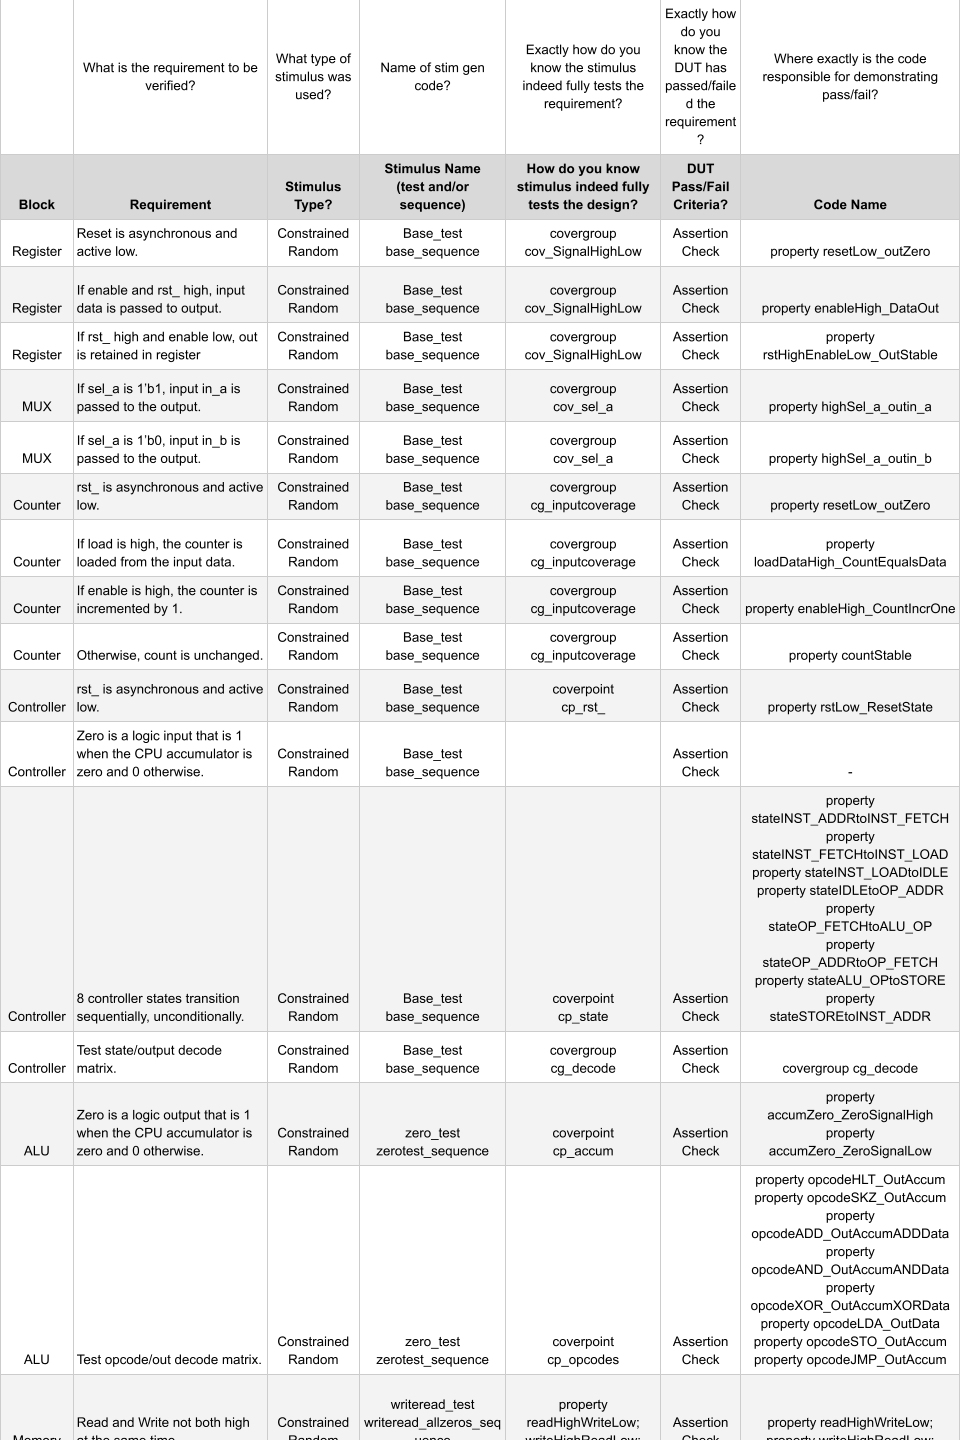 What is the requirement to be
verified?
What type of
stimulus was
used?
Name of stim gen
code?
Exactly how do you
know the stimulus
indeed fully tests the
requirement?
Exactly how
do you
know the
DUT has
passed/faile
d the
requirement
?
Where exactly is the code
responsible for demonstrating
pass/fail?
Block
Requirement
Stimulus
Type?
Stimulus Name
(test and/or
sequence)
How do you know
stimulus indeed fully
tests the design?
DUT
Pass/Fail
Criteria?
Code Name
Register
Reset is asynchronous and
active low.
Constrained
Random
Base_test
base_sequence
covergroup
cov_SignalHighLow
Assertion
Check
property resetLow_outZero
Register
If enable and rst_ high, input
data is passed to output.
Constrained
Random
Base_test
base_sequence
covergroup
cov_SignalHighLow
Assertion
Check
property enableHigh_DataOut
Register
If rst_ high and enable low, out
is retained in register
Constrained
Random
Base_test
base_sequence
covergroup
cov_SignalHighLow
Assertion
Check
property
rstHighEnableLow_OutStable
MUX
If sel_a is 1'b1, input in_a is
passed to the output.
Constrained
Random
Base_test
base_sequence
covergroup
cov_sel_a
Assertion
Check
property highSel_a_outin_a
MUX
If sel_a is 1'b0, input in_b is
passed to the output.
Constrained
Random
Base_test
base_sequence
covergroup
cov_sel_a
Assertion
Check
property highSel_a_outin_b
Counter
rst_ is asynchronous and active
low.
Constrained
Random
Base_test
base_sequence
covergroup
cg_inputcoverage
Assertion
Check
property resetLow_outZero
Counter
If load is high, the counter is
loaded from the input data.
Constrained
Random
Base_test
base_sequence
covergroup
cg_inputcoverage
Assertion
Check
property
loadDataHigh_CountEqualsData
Counter
If enable is high, the counter is
incremented by 1.
Constrained
Random
Base_test
base_sequence
covergroup
cg_inputcoverage
Assertion
Check
property enableHigh_CountIncrOne
Counter
Otherwise, count is unchanged.
Constrained
Random
Base_test
base_sequence
covergroup
cg_inputcoverage
Assertion
Check
property countStable
Controller
rst_ is asynchronous and active
low.
Constrained
Random
Base_test
base_sequence
coverpoint
cp_rst_
Assertion
Check
property rstLow_ResetState
Controller
Zero is a logic input that is 1
when the CPU accumulator is
zero and 0 otherwise.
Constrained
Random
Base_test
base_sequence
Assertion
Check
-
Controller
8 controller states transition
sequentially, unconditionally.
Constrained
Random
Base_test
base_sequence
coverpoint
cp_state
Assertion
Check
property
stateINST_ADDRtoINST_FETCH
property
stateINST_FETCHtoINST_LOAD
property stateINST_LOADtoIDLE
property stateIDLEtoOP_ADDR
property
stateOP_FETCHtoALU_OP
property
stateOP_ADDRtoOP_FETCH
property stateALU_OPtoSTORE
property
stateSTOREtoINST_ADDR
Controller
Test state/output decode
matrix.
Constrained
Random
Base_test
base_sequence
covergroup
cg_decode
Assertion
Check
covergroup cg_decode
ALU
Zero is a logic output that is 1
when the CPU accumulator is
zero and 0 otherwise.
Constrained
Random
zero_test
zerotest_sequence
coverpoint
cp_accum
Assertion
Check
property
accumZero_ZeroSignalHigh
property
accumZero_ZeroSignalLow
ALU
Test opcode/out decode matrix.
Constrained
Random
zero_test
zerotest_sequence
coverpoint
cp_opcodes
Assertion
Check
property opcodeHLT_OutAccum
property opcodeSKZ_OutAccum
property
opcodeADD_OutAccumADDData
property
opcodeAND_OutAccumANDData
property
opcodeXOR_OutAccumXORData
property opcodeLDA_OutData
property opcodeSTO_OutAccum
property opcodeJMP_OutAccum
Memory
Read and Write not both high
at the same time
Constrained
writeread_test
writeread_allzeros_seq
property
readHighWriteLow;
writeHighReadLow;
Assertion
property readHighWriteLow;
property writeHighReadLow;